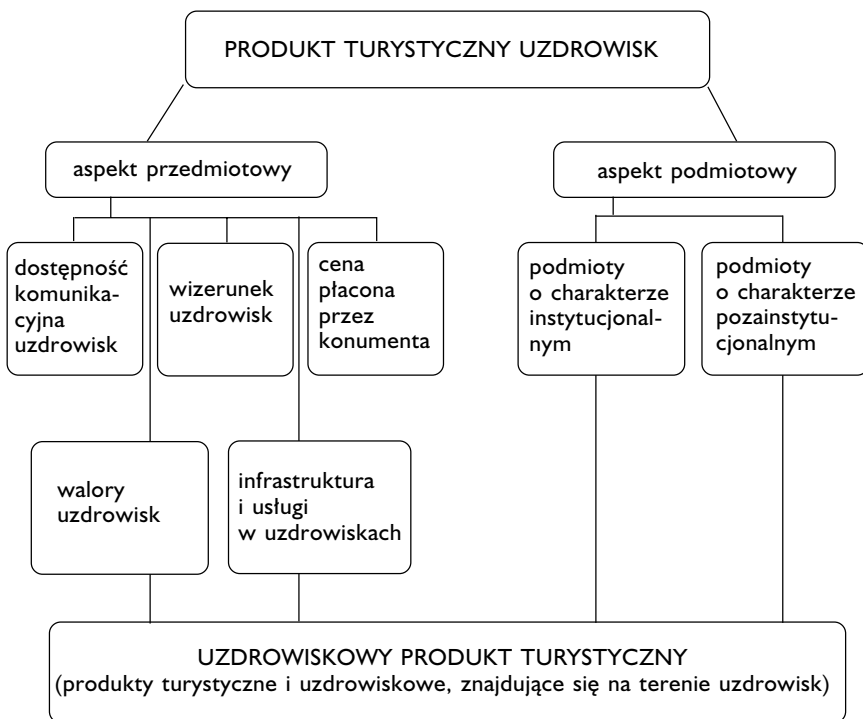 PRODUKT TURYSTYCZNY UZDROWISK
aspekt przedmiotowy
aspekt podmiotowy
dostępność
komunika-
cyjna
uzdrowisk
wizerunek
uzdrowisk
cena
płacona
przez
konumenta
podmioty
o charakterze
instytucjonal-
nym
podmioty
o charakterze
pozainstytu-
cjonalnym
walory
uzdrowisk
infrastruktura
i usługi
w uzdrowiskach
UZDROWISKOWY PRODUKT TURYSTYCZNY
(produkty turystyczne i uzdrowiskowe, znajdujące się na terenie uzdrowisk)